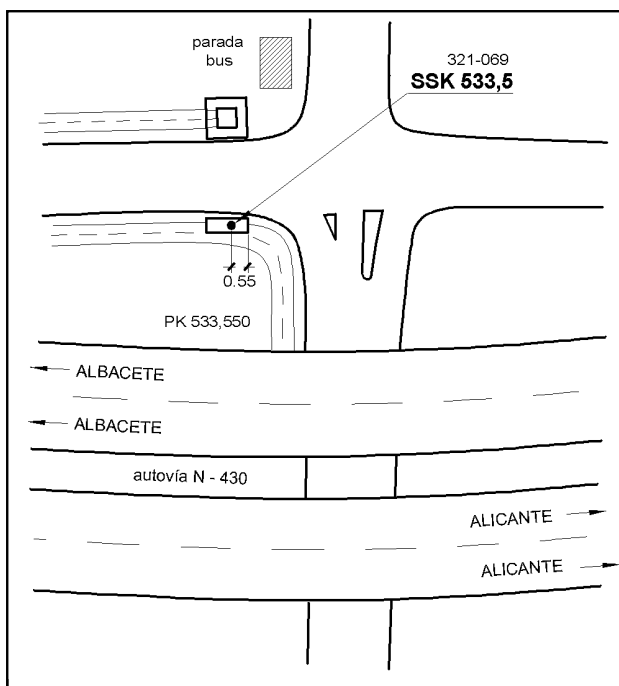 parada
bus
321-069
SSK 533,5
0.55
PK 533,550
ALBACETE
ALBACETE
autovía N - 430
ALICANTE
ALICANTE